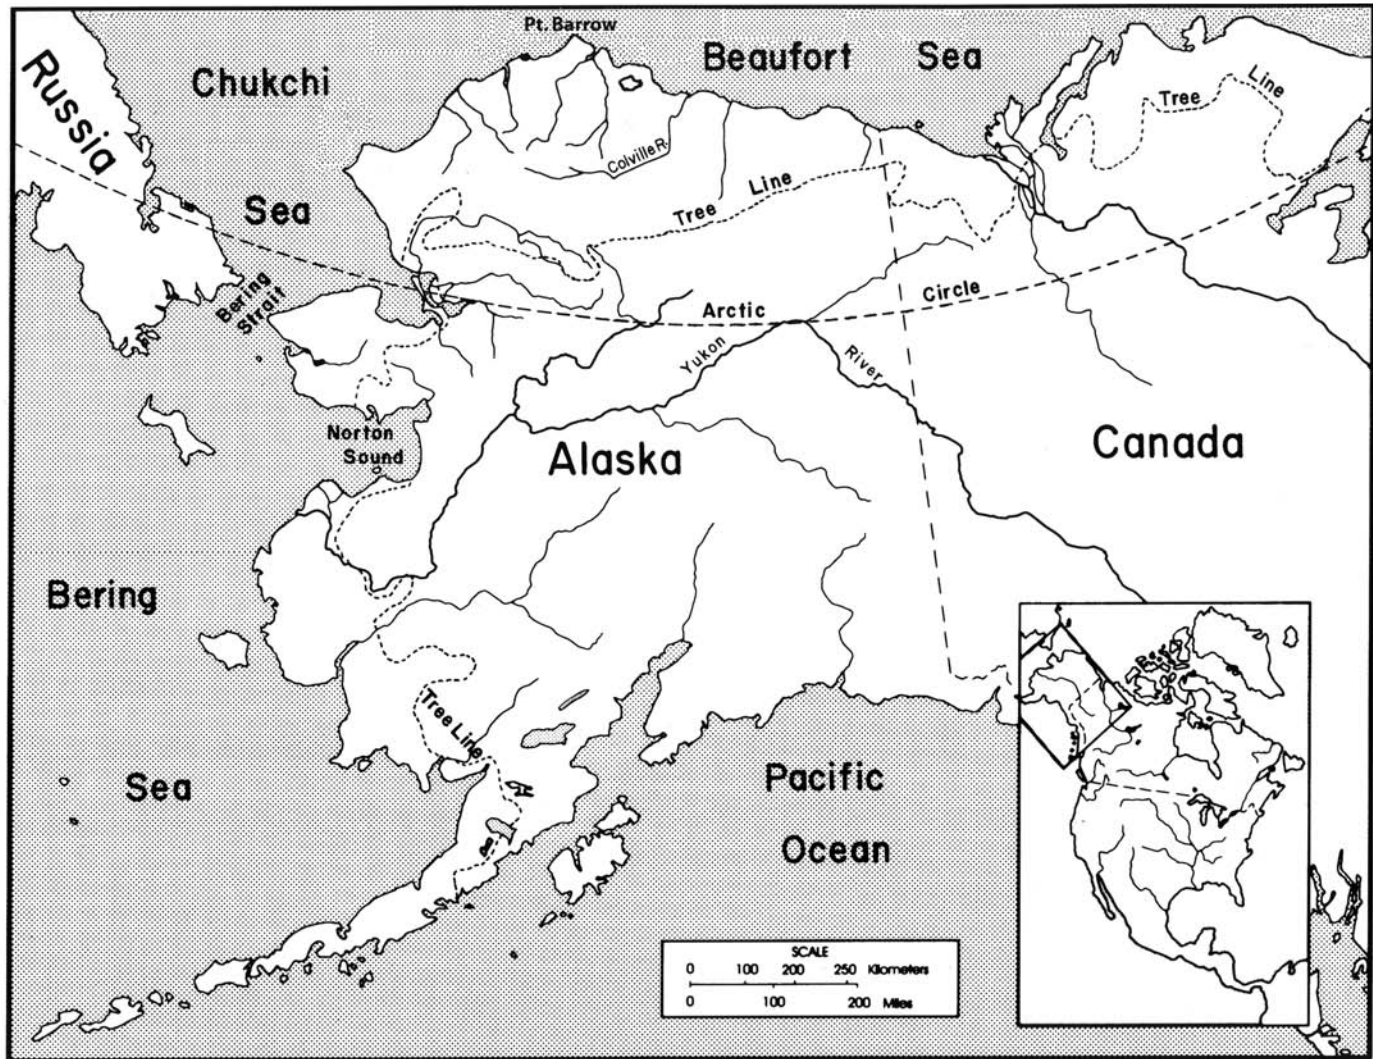 Pt. Barrow
Beaufort Sea
Russia
Chukchi
Sea
Tree Line
Colville R.
Tree Line
Bering
Strait
Arctic Circle
Yukon River
Norton
Sound
Alaska
Canada
Bering
Sea
Tree Line
Pacific
Ocean
SCALE
0 100 200 250 Kilometers
0 100 200 Miles